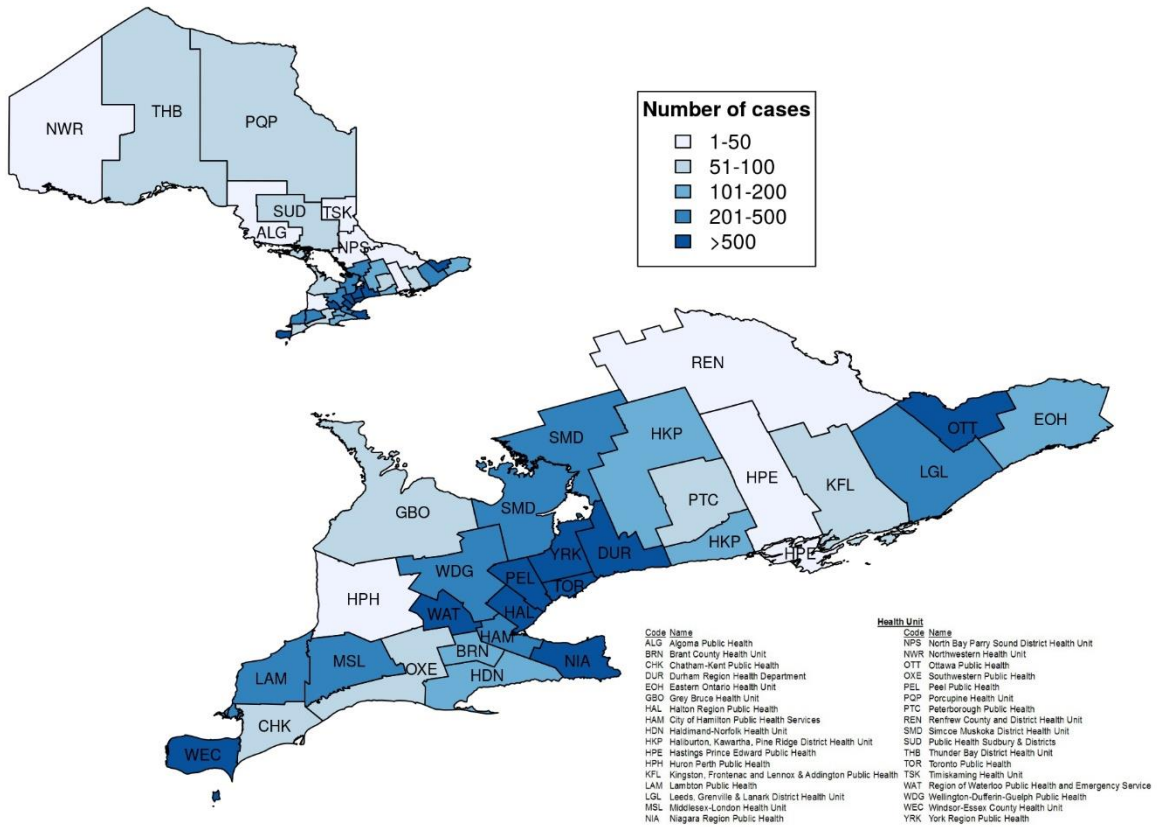 NWR
THB
PQP
SUD
TSK
ALG
NPS
Number of cases
1-50
51-100
101-200
201-500
>500
REN
SMD
HKP
OTT
EOH
HPE
KFL
LGL
PTC
GBO
SMD
HKP
HPE
YRK
DUR
WDG
PEL
TOR
HPH
WAT
HAL
HAM
BRN
NIA
LAM
MSL
OXE
HDN
CHK
WEC
Health Unit
Code Name
ALG Algoma Public Health
BRN Brant County Health Unit
CHK Chatham-Kent Public Health
DUR Durham Region Health Department
EOH Eastern Ontario Health Unit
GBO Grey Bruce Health Unit
HAL Halton Region Public Health
HAM City of Hamilton Public Health Services
HDN Haldimand-Norfolk Health Unit
HKP Haliburton, Kawartha, Pine Ridge District Health Unit
HPE Hastings Prince Edward Public Health
HPH Huron Perth Public Health
KFL Kingston, Frontenac and Lennox & Addington Public Health
LAM Lambton Public Health
LGL Leeds, Grenville & Lanark District Health Unit
MSL Middlesex-London Health Unit
NIA Niagara Region Public Health
Code Name
NPS North Bay Parry Sound District Health Unit
NWR Northwestern Health Unit
OTT Ottawa Public Health
OXE Southwestern Public Health
PEL Peel Public Health
PQP Porcupine Health Unit
PTC Peterborough Public Health
REN Renfrew County and District Health Unit
SMD Simcoe Muskoka District Health Unit
SUD Public Health Sudbury & Districts
THB Thunder Bay District Health Unit
TOR Toronto Public Health
TSK Timiskaming Health Unit
WAT Region of Waterloo Public Health and Emergency Service
WDG Wellington-Dufferin-Guelph Public Health
WEC Windsor-Essex County Health Unit
YRK York Region Public Health